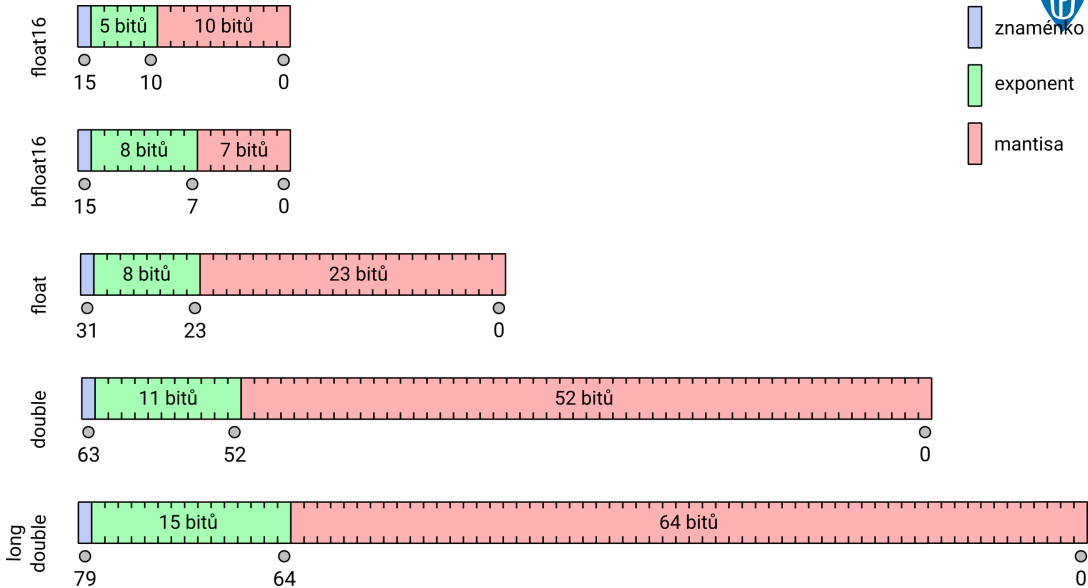 float16
5 bitů
10 bitů
15
10
0
znaménko
exponent
mantisa
bfloat16
8 bitů
7 bitů
15
7
0
float
8 bitů
23 bitů
31
23
0
double
11 bitů
52 bitů
63
52
0
long
double
15 bitů
64 bitů
79
64
0